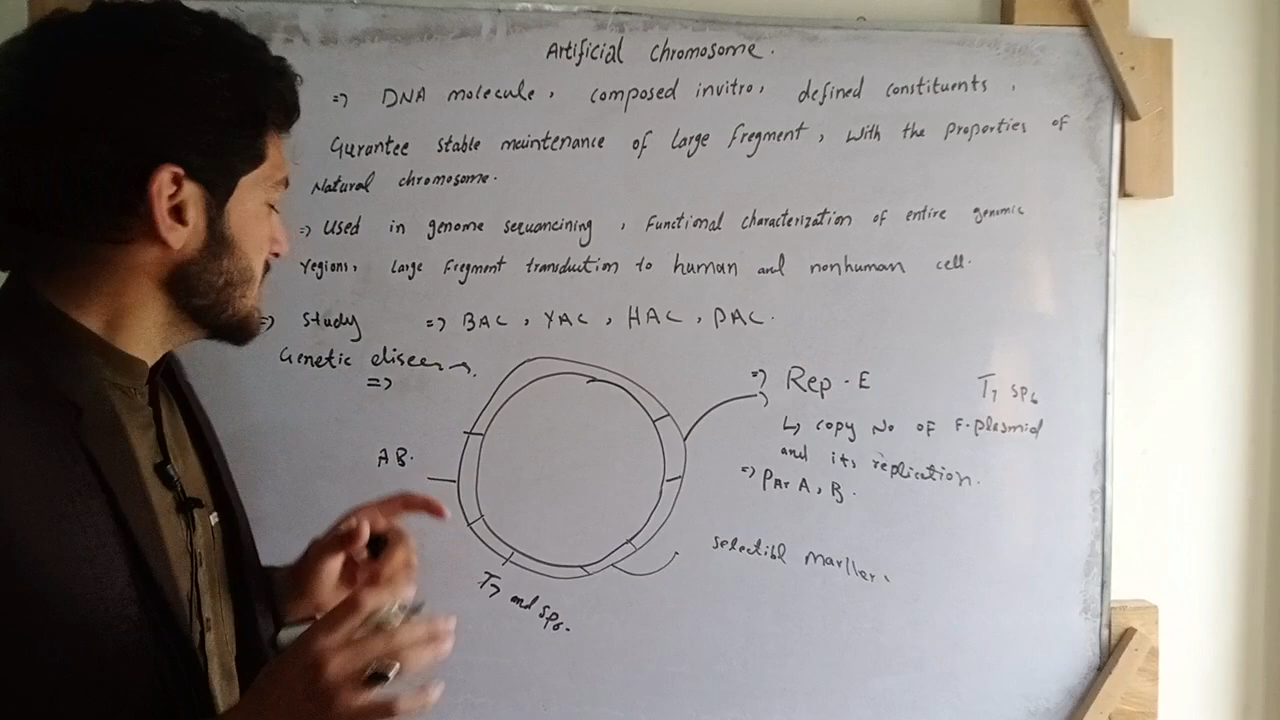 Artificial chromosome.
=> DNA molecule, composed invitro, defined constituents,
Gurantee stable maintenance of large fregment, with the properties of
Natural chromosome.
=> Used in genome sequancining, Functional characterization of entire genomic
regions, large fregment transduction to human and nonhuman cell.
=> Study => BAC, YAC, HAC, PAC.
Genetic
=>
=> Rep-E
T7 SP6
↳ copy No of F-plasmid
and its replication.
AB.
=> Par A, B.
selectibl marller.
T7 and SP6.